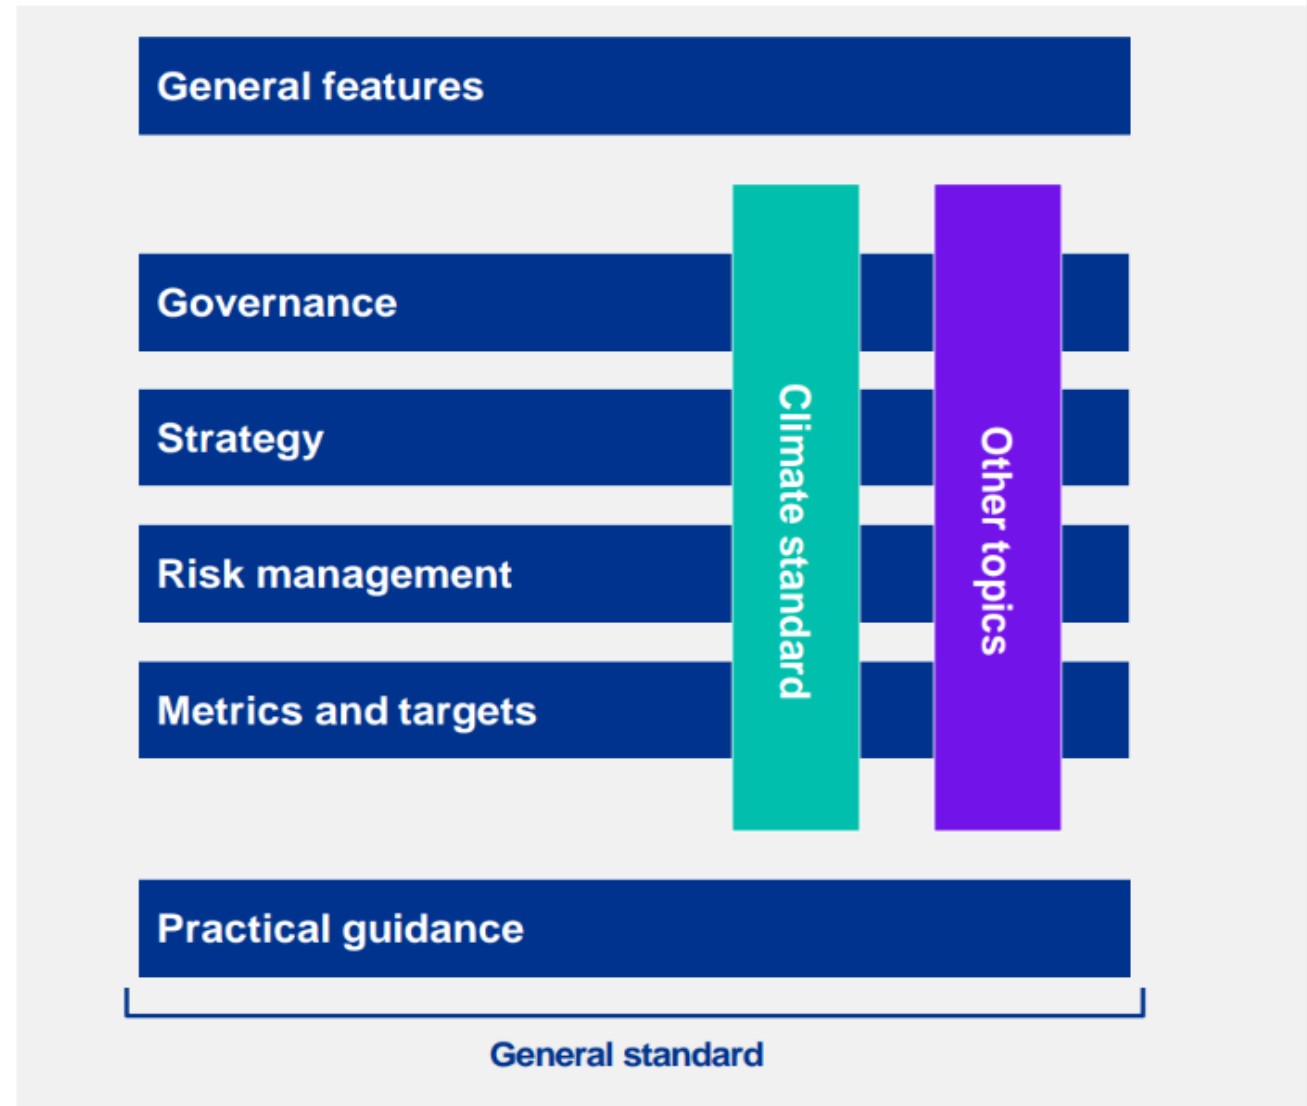 General features
Governance
Strategy
Risk management
Metrics and targets
Climate standard
Other topics
Practical guidance
General standard